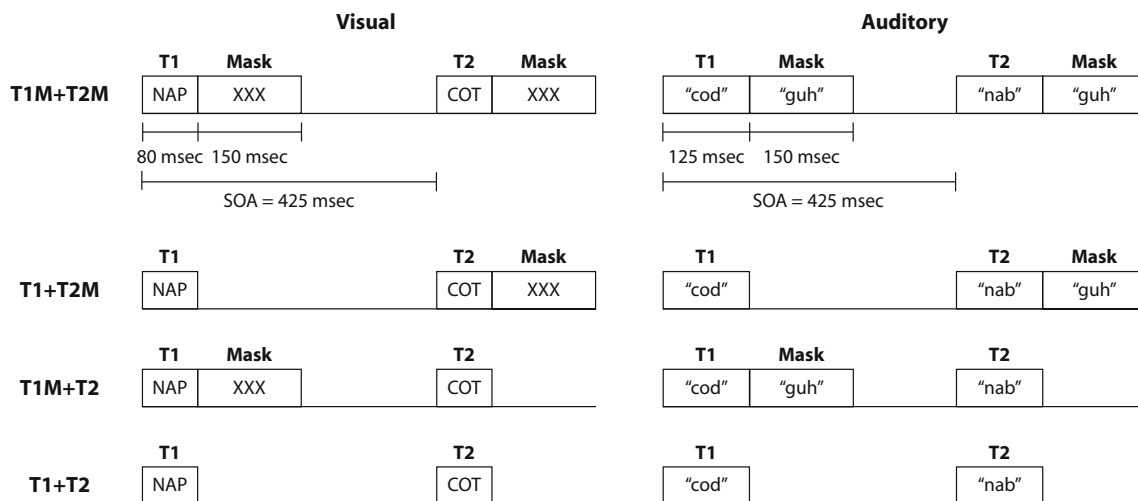 Visual Auditory
T1 Mask T2 Mask T1 Mask T2 Mask
T1M+T2M NAP XXX COT XXX “cod” “guh” “nab” “guh”
80 msec 150 msec 125 msec 150 msec
SOA = 425 msec SOA = 425 msec
T1 T2 Mask T1 T2 Mask
T1+T2M NAP COT XXX “cod” “nab” “guh”
T1 Mask T2 T1 Mask T2
T1M+T2 NAP XXX COT “cod” “guh” “nab”
T1 T2 T1 T2
T1+T2 NAP COT “cod” “nab”